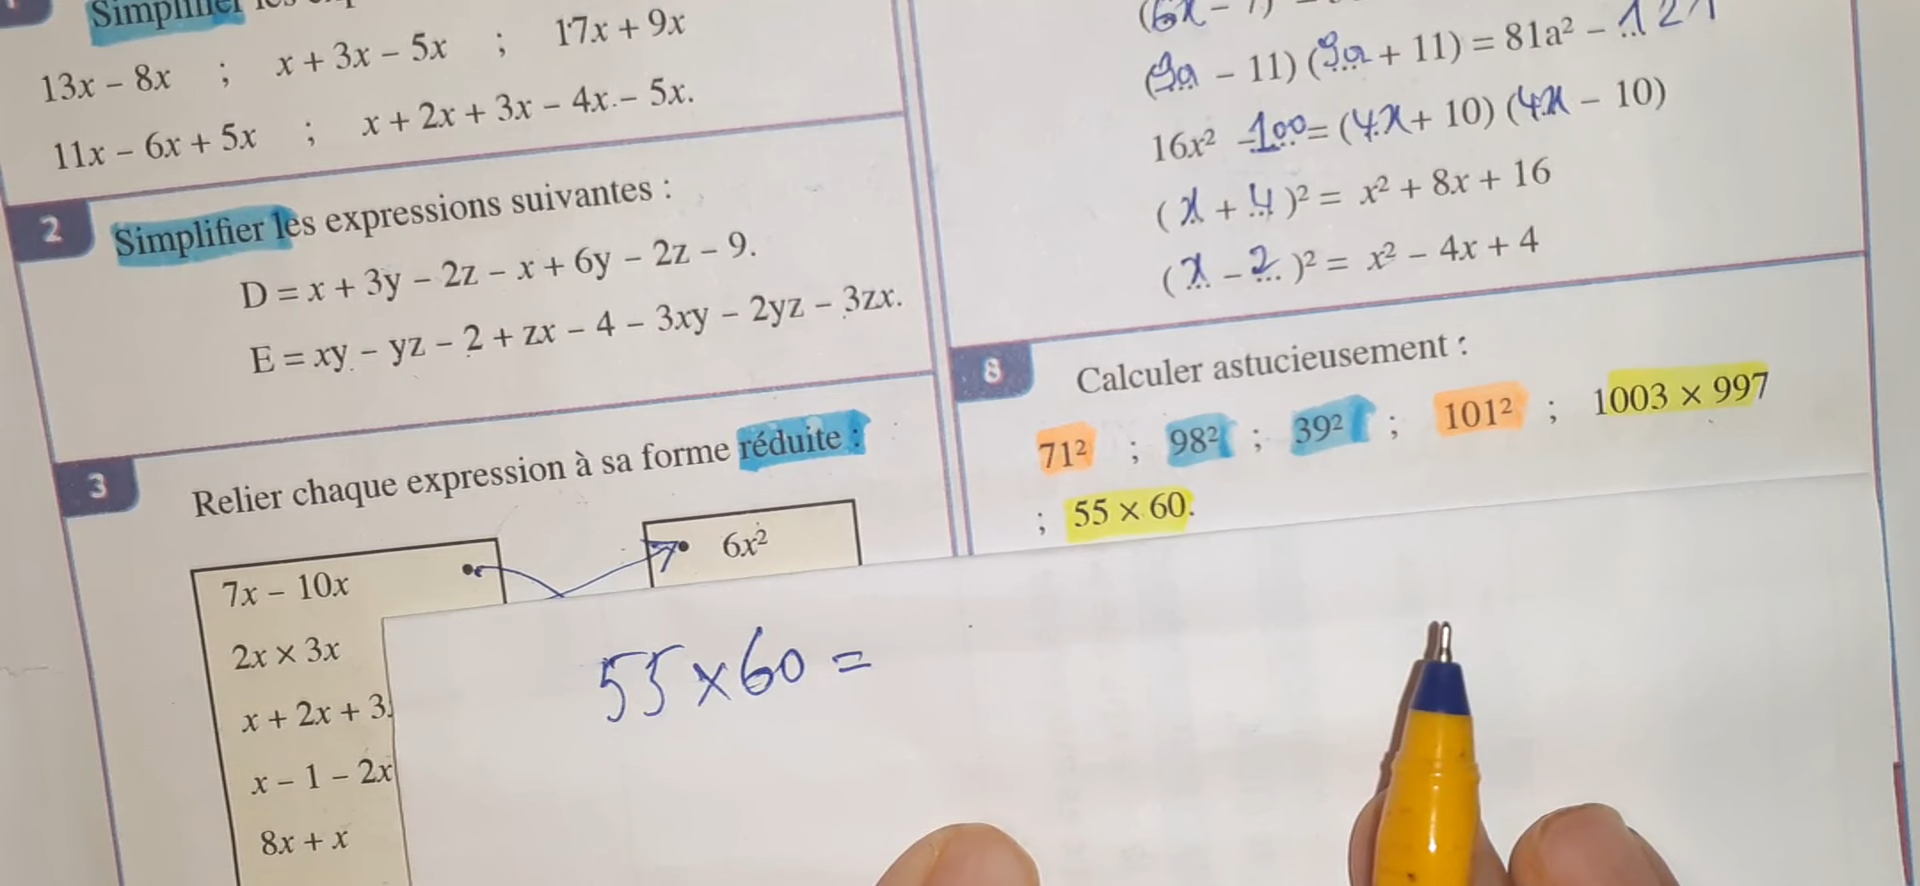 Simplifier les
13x – 8x ; x + 3x – 5x ; 17x + 9x
11x – 6x + 5x ; x + 2x + 3x – 4x – 5x.
2 Simplifier les expressions suivantes :
D = x + 3y – 2z – x + 6y – 2z – 9.
E = xy – yz – 2 + zx – 4 – 3xy – 2yz – 3zx.
3 Relier chaque expression à sa forme réduite :
7x – 10x
2x × 3x
x + 2x + 3
x – 1 – 2x
8x + x
6x²
(9a – 11) (9a + 11) = 81a² – 121
16x² – 100 = (4x + 10) (4x – 10)
(x + 4)² = x² + 8x + 16
(x – 2)² = x² – 4x + 4
8 Calculer astucieusement :
71² ; 98² ; 39² ; 101² ; 1003 × 997
; 55 × 60.
55 × 60 =